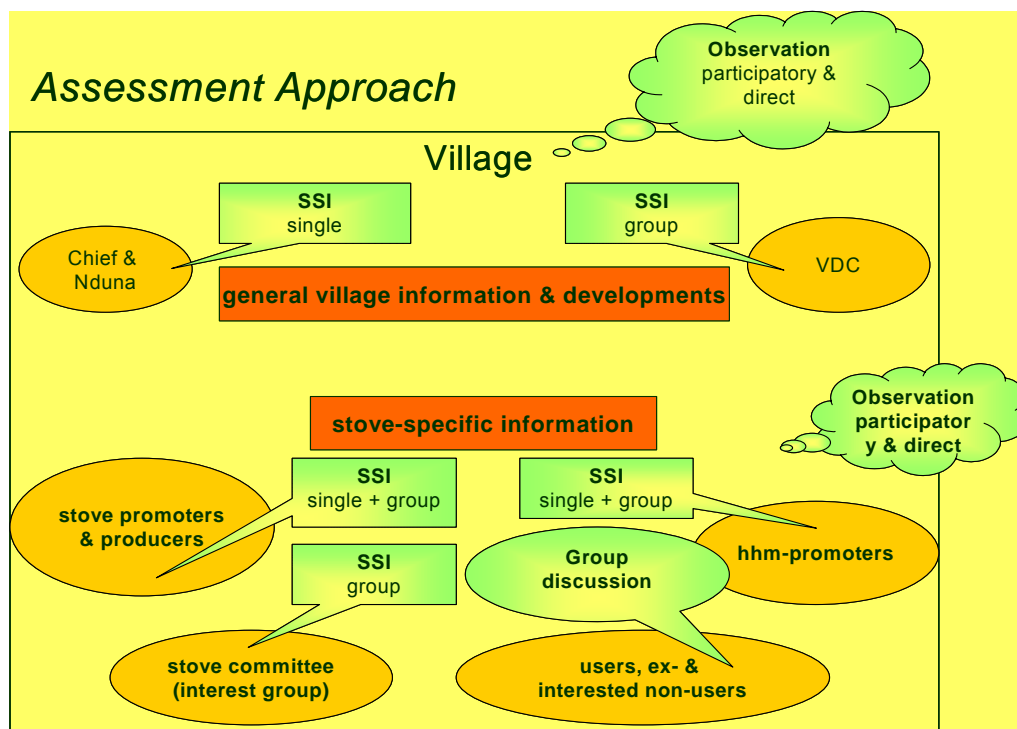 Observation
participatory &
direct
Assessment Approach
Village
SSI
single
SSI
group
Chief &
Nduna
VDC
general village information & developments
Observation
participator
y & direct
stove-specific information
SSI
single + group
SSI
single + group
stove promoters
& producers
hhm-promoters
SSI
group
Group
discussion
stove committee
(interest group)
users, ex- &
interested non-users